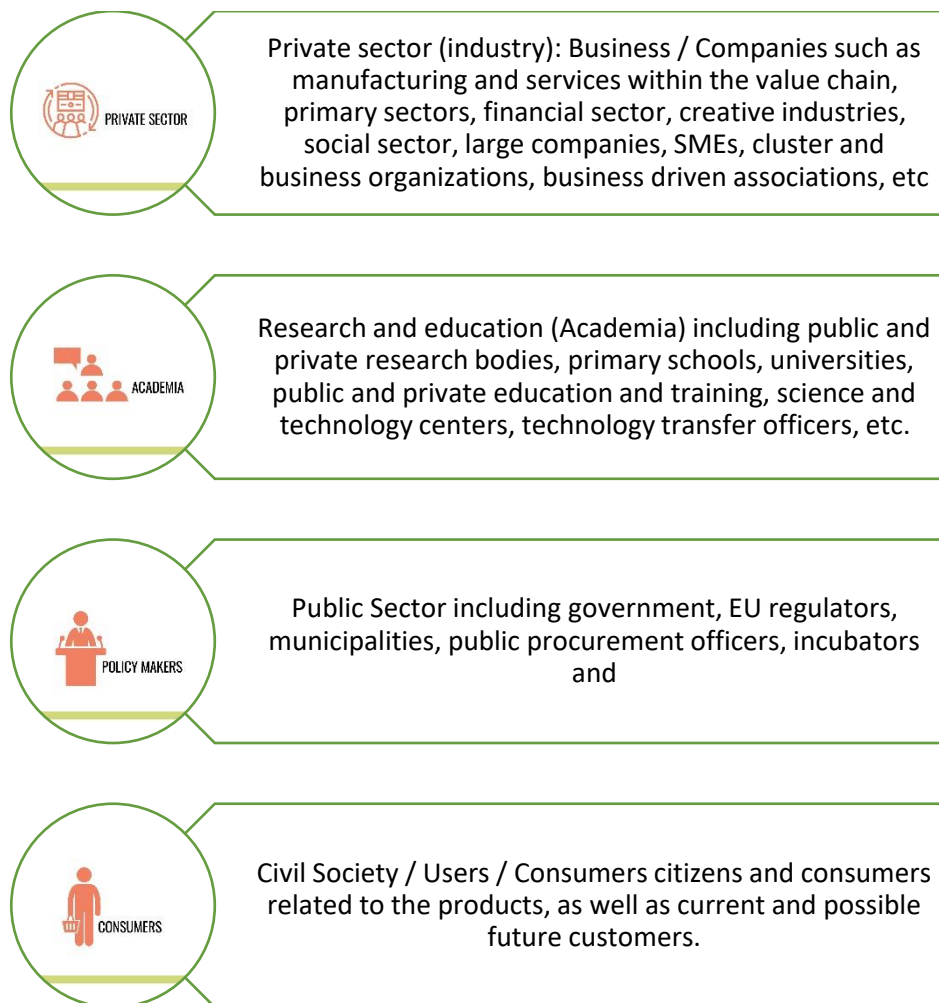 PRIVATE SECTOR
Private sector (industry): Business / Companies such as
manufacturing and services within the value chain,
primary sectors, financial sector, creative industries,
social sector, large companies, SMEs, cluster and
business organizations, business driven associations, etc
ACADEMIA
Research and education (Academia) including public and
private research bodies, primary schools, universities,
public and private education and training, science and
technology centers, technology transfer officers, etc.
POLICY MAKERS
Public Sector including government, EU regulators,
municipalities, public procurement officers, incubators
and
CONSUMERS
Civil Society / Users / Consumers citizens and consumers
related to the products, as well as current and possible
future customers.